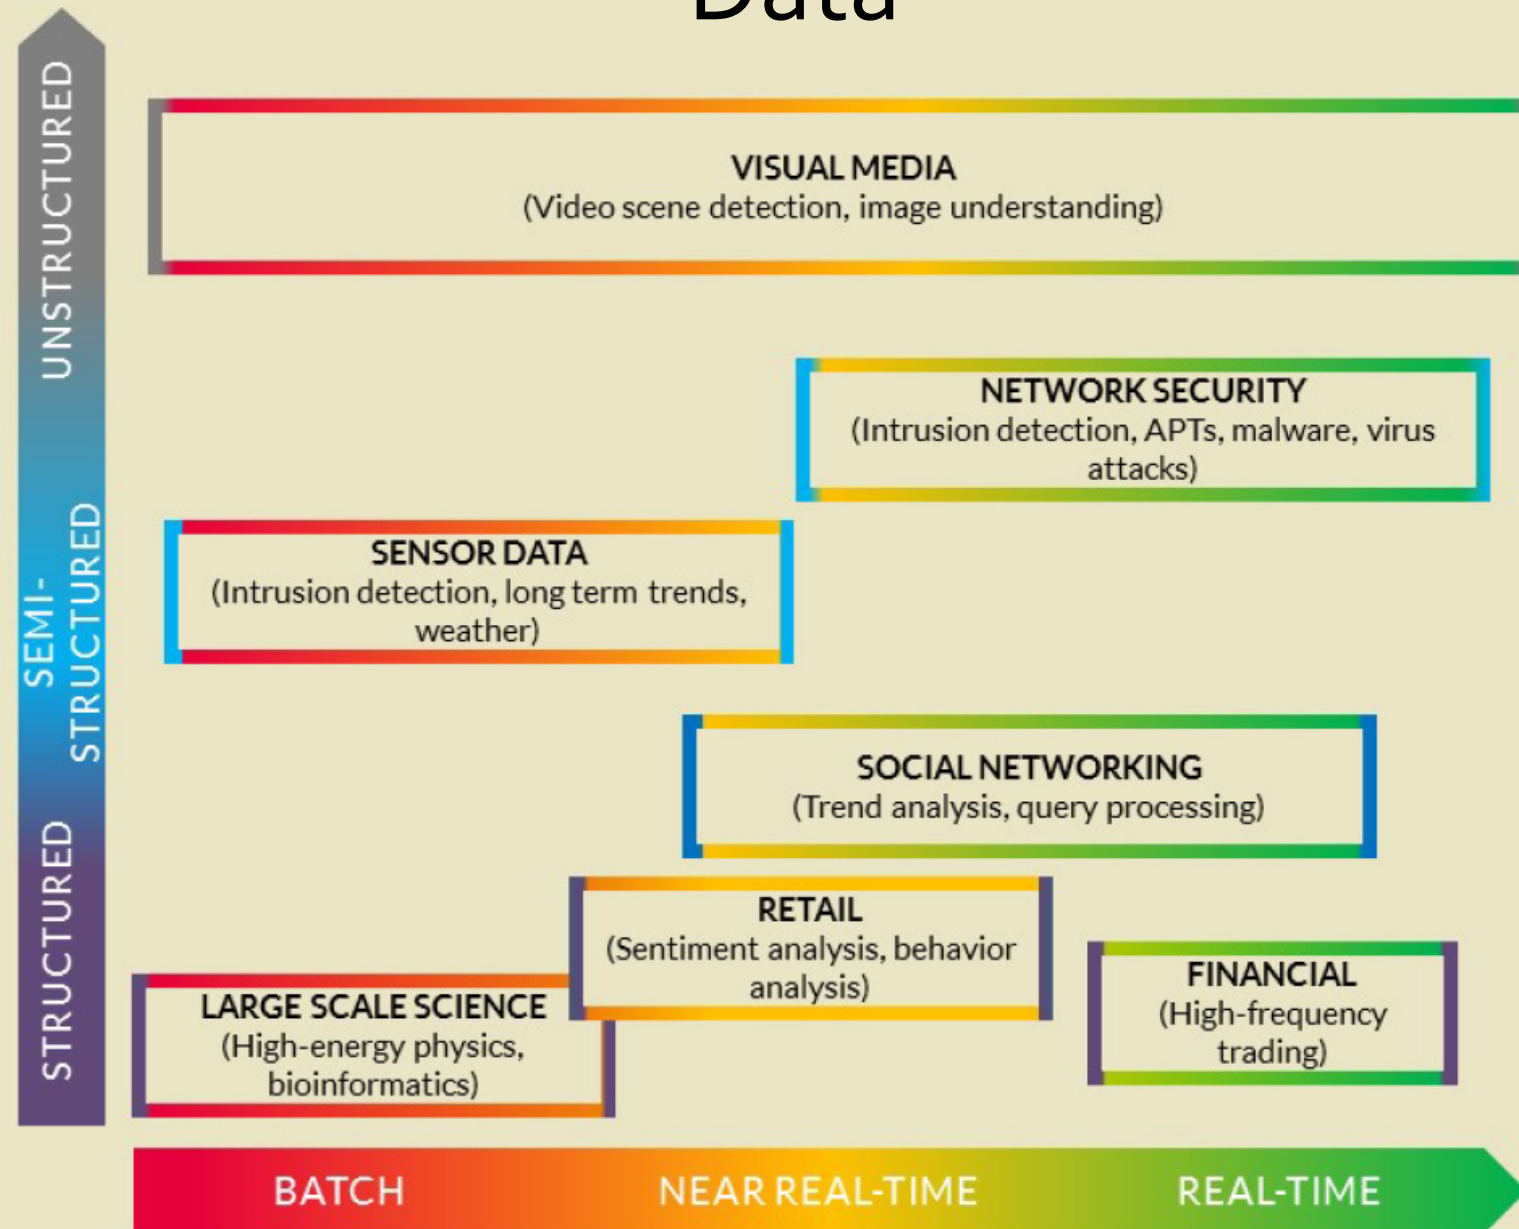 Data
UNSTRUCTURED
VISUAL MEDIA
(Video scene detection, image understanding)
NETWORK SECURITY
(Intrusion detection, APTs, malware, virus
attacks)
SEMI-
STRUCTURED
SENSOR DATA
(Intrusion detection, long term trends,
weather)
SOCIAL NETWORKING
(Trend analysis, query processing)
STRUCTURED
RETAIL
(Sentiment analysis, behavior
analysis)
FINANCIAL
(High-frequency
trading)
LARGE SCALE SCIENCE
(High-energy physics,
bioinformatics)
BATCH
NEAR REAL-TIME
REAL-TIME